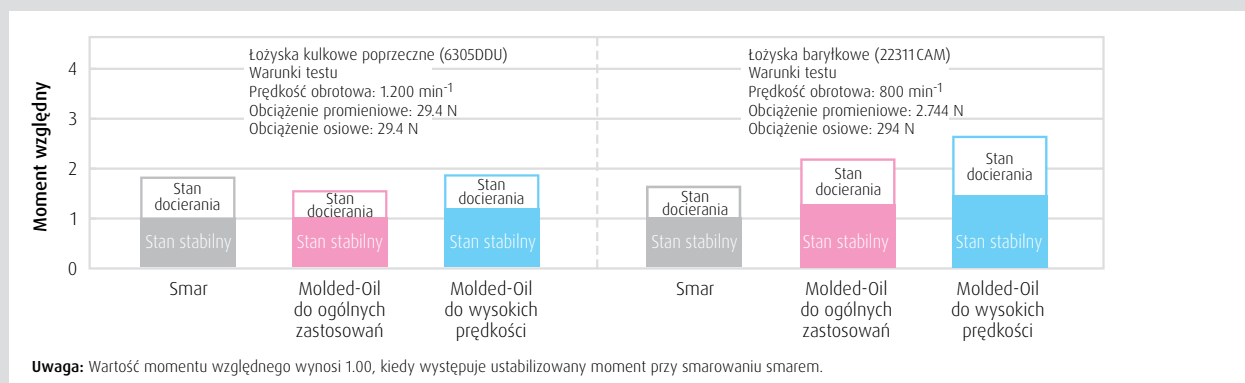 Moment względny
4
3
2
1
0
Łożyska kulkowe poprzeczne (6305DDU)
Warunki testu
Prędkość obrotowa: 1.200 min-1
Obciążenie promieniowe: 29.4 N
Obciążenie osiowe: 29.4 N
Łożyska baryłkowe (22311CAM)
Warunki testu
Prędkość obrotowa: 800 min-1
Obciążenie promieniowe: 2.744 N
Obciążenie osiowe: 294 N
Stan
docierania
Stan stabilny
Stan
docierania
Stan stabilny
Stan
docierania
Stan stabilny
Stan
docierania
Stan stabilny
Stan
docierania
Stan stabilny
Stan
docierania
Stan stabilny
Smar
Molded-Oil
do ogólnych
zastosowań
Molded-Oil
do wysokich
prędkości
Smar
Molded-Oil
do ogólnych
zastosowań
Molded-Oil
do wysokich
prędkości
Uwaga: Wartość momentu względnego wynosi 1.00, kiedy występuje ustabilizowany moment przy smarowaniu smarem.